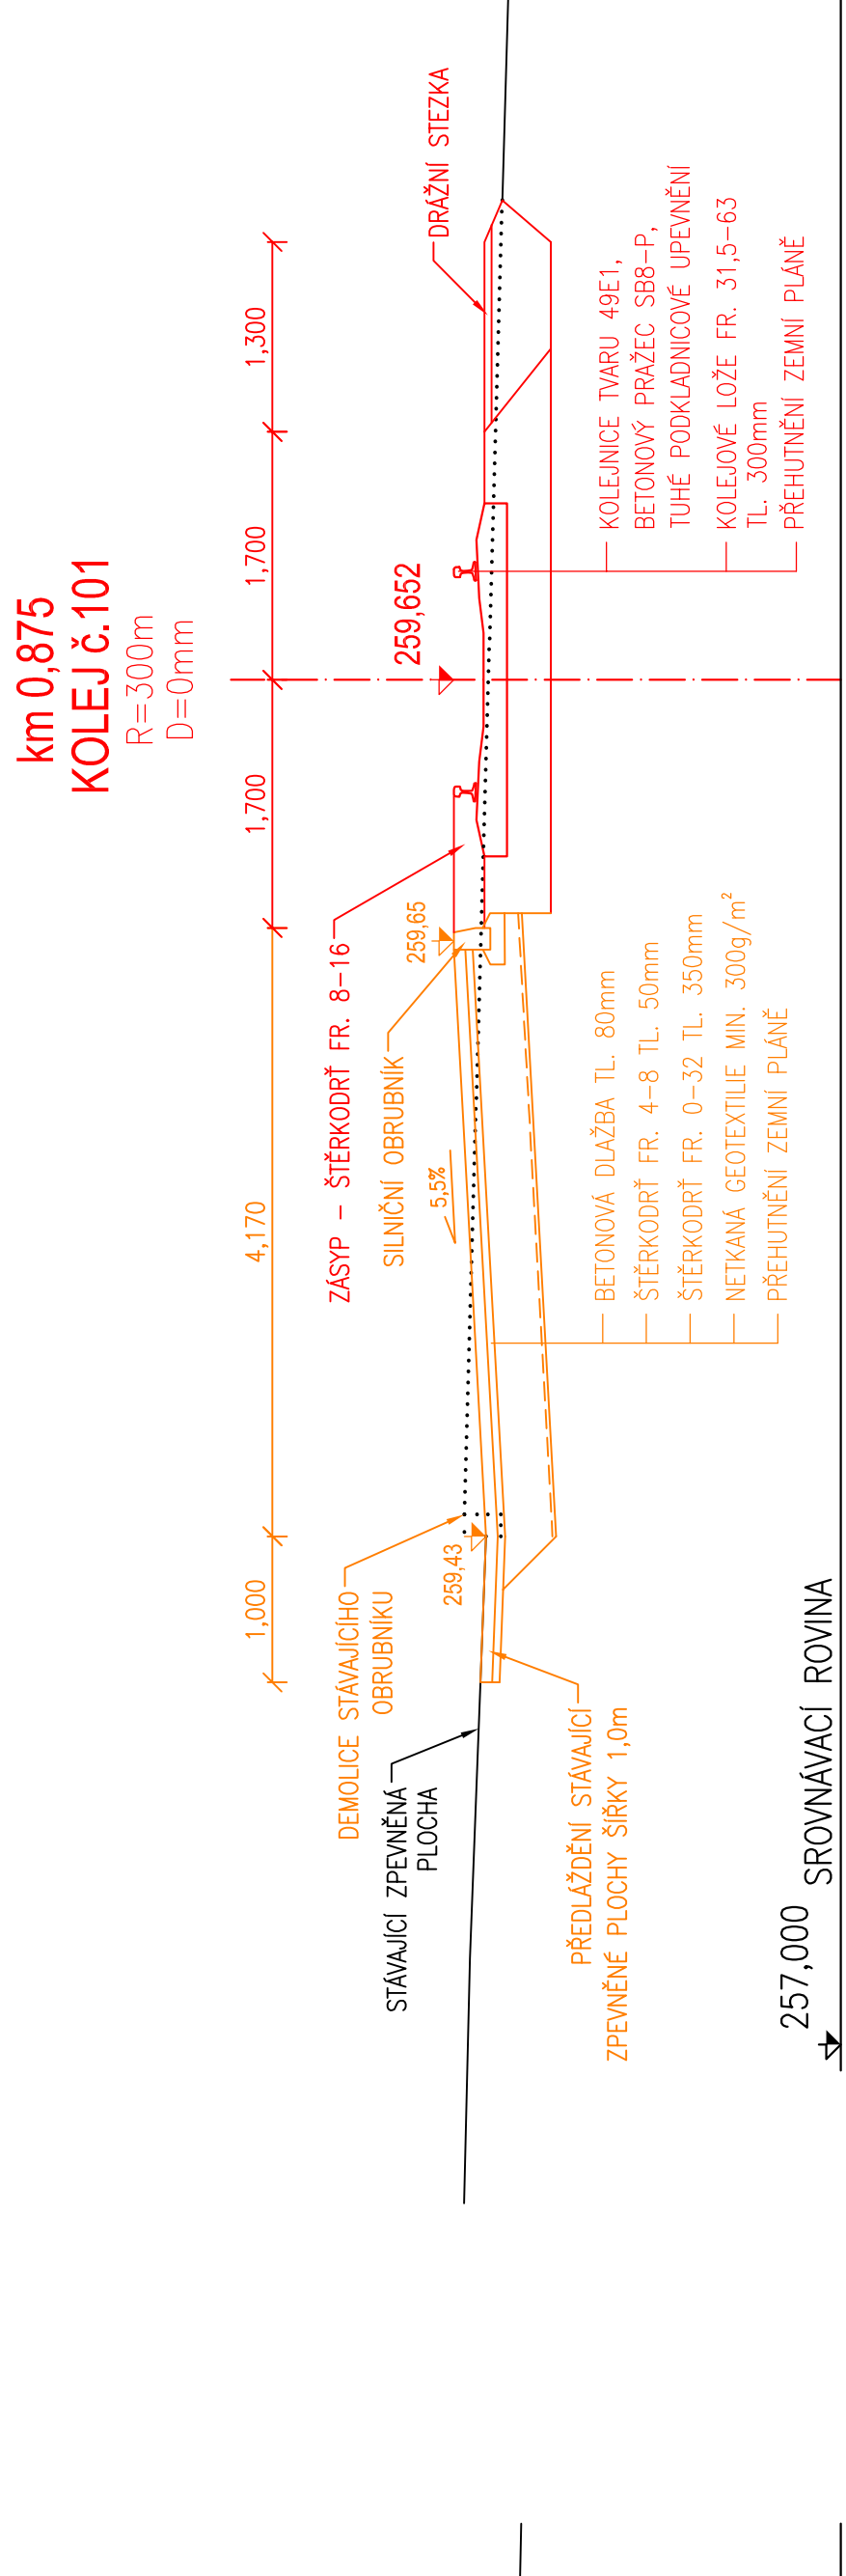 km 0,875
KOLEJ č.101
R=300m
D=0mm
1,000
4,170
1,700
1,700
1,300
ZÁSYP – ŠTĚRKODRŤ FR. 8–16
DEMOLICE STÁVAJÍCÍHO
OBRUBNÍKU
STÁVAJÍCÍ ZPEVNĚNÁ
PLOCHA
SILNIČNÍ OBRUBNÍK
259,65
259,652
DRÁŽNÍ STEZKA
5,5%
259,43
PŘEDLÁŽDĚNÍ STÁVAJÍCÍ
ZPEVNĚNÉ PLOCHY ŠÍŘKY 1,0m
BETONOVÁ DLAŽBA TL. 80mm
ŠTĚRKODRŤ FR. 4–8 TL. 50mm
ŠTĚRKODRŤ FR. 0–32 TL. 350mm
NETKANÁ GEOTEXTILIE MIN. 300g/m²
PŘEHUTNĚNÍ ZEMNÍ PLÁNĚ
KOLEJNICE TVARU 49E1,
BETONOVÝ PRAŽEC SB8–P,
TUHÉ PODKLADNICOVÉ UPEVNĚNÍ
KOLEJOVÉ LOŽE FR. 31,5–63
TL. 300mm
PŘEHUTNĚNÍ ZEMNÍ PLÁNĚ
257,000 SROVNÁVACÍ ROVINA